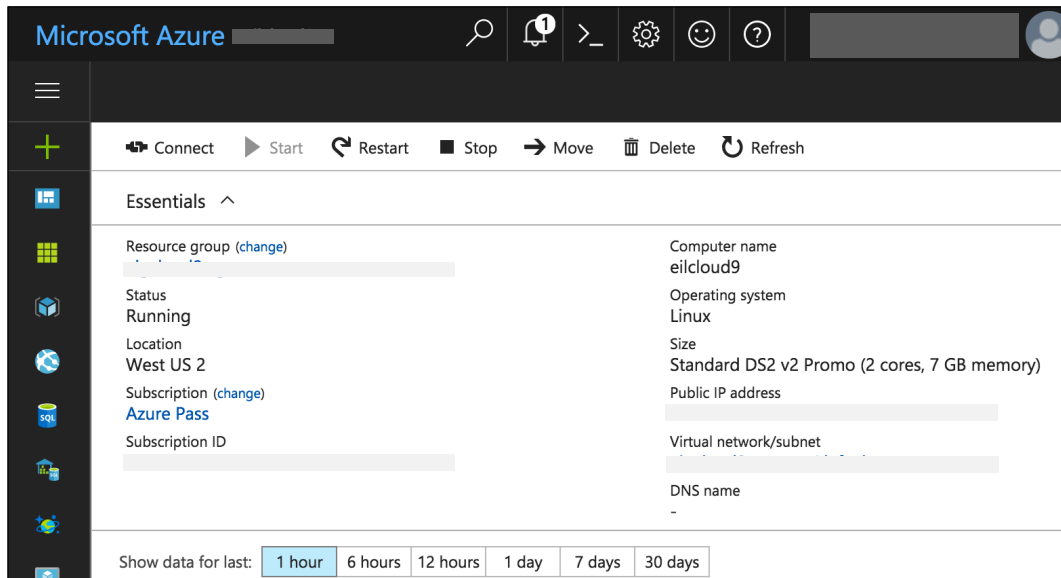 Microsoft Azure
1
Connect Start Restart Stop Move Delete Refresh
Essentials
Resource group (change)
Status
Running
Location
West US 2
Subscription (change)
Azure Pass
Subscription ID
Computer name
eilcloud9
Operating system
Linux
Size
Standard DS2 v2 Promo (2 cores, 7 GB memory)
Public IP address
Virtual network/subnet
DNS name
-
Show data for last: 1 hour 6 hours 12 hours 1 day 7 days 30 days
SQL